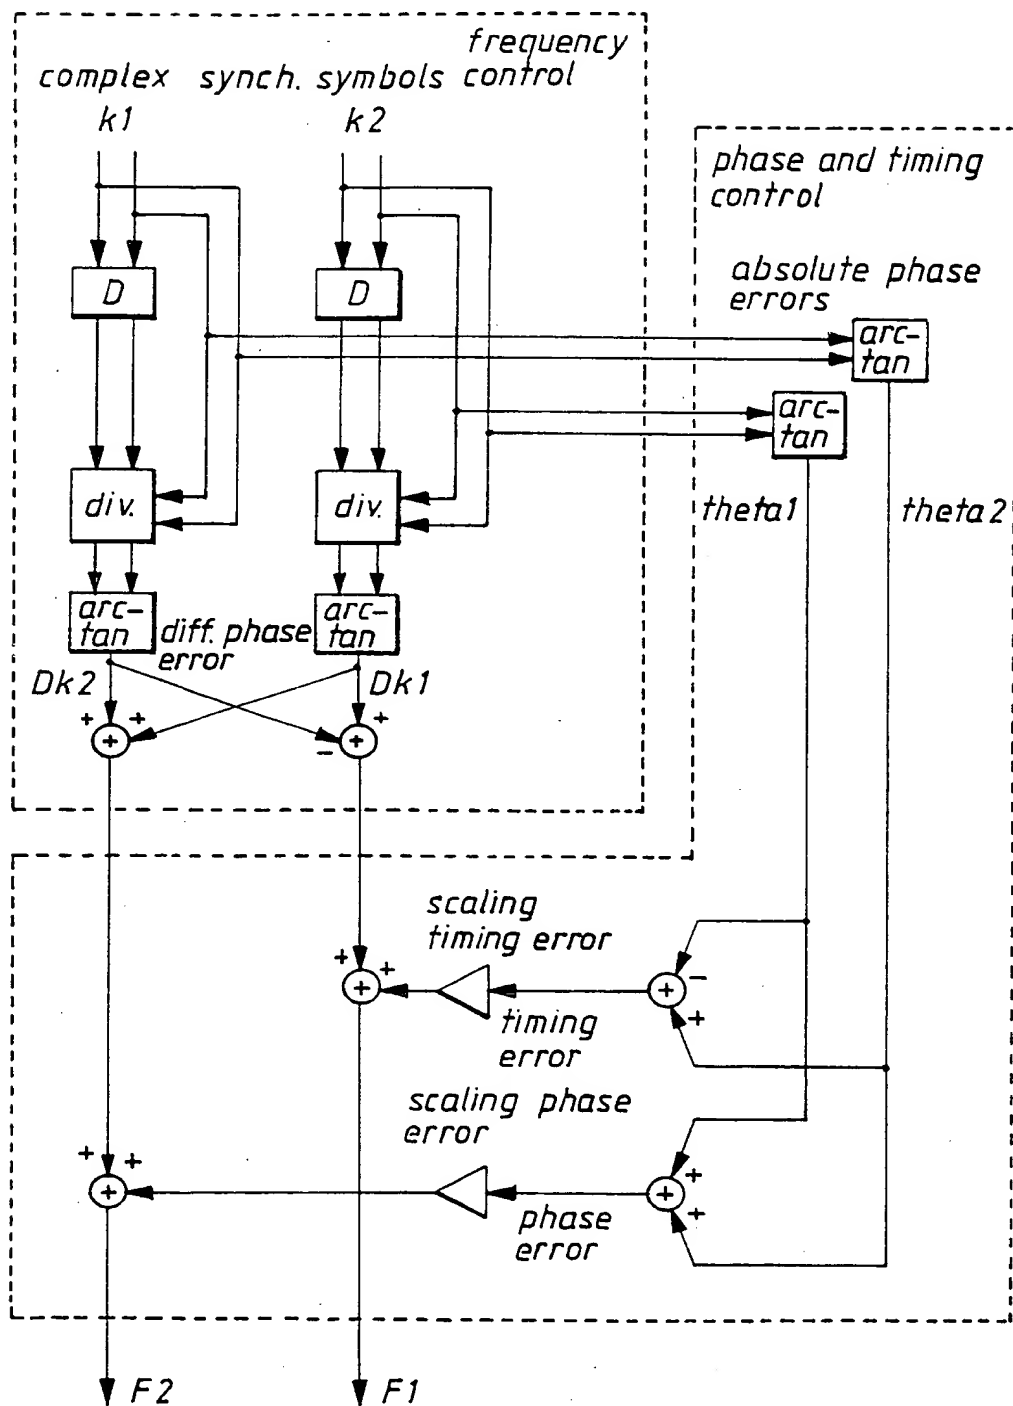 frequency
complex synch. symbols control
k1 k2
phase and timing
control
absolute phase
errors
D D
arc-
tan
arc-
tan
div. div.
theta1 theta2
arc-
tan
diff. phase
error
arc-
tan
Dk2 Dk1
+ + +
+ - +
scaling
timing error
+ + -
+ +
+
timing
error
scaling phase
error
+ + +
+ +
+
phase
error
F2 F1